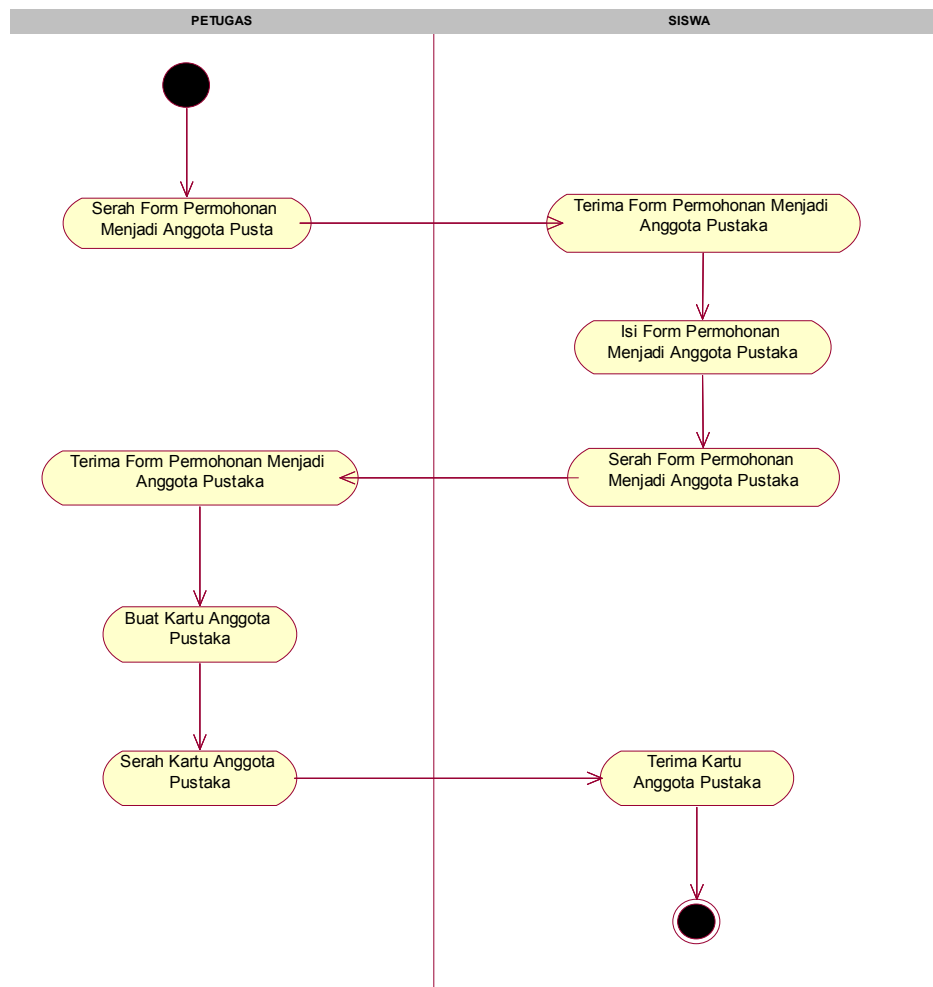 PETUGAS
SISWA
Serah Form Permohonan
Menjadi Anggota Pusta
Terima Form Permohonan Menjadi
Anggota Pustaka
Isi Form Permohonan
Menjadi Anggota Pustaka
Serah Form Permohonan
Menjadi Anggota Pustaka
Terima Form Permohonan Menjadi
Anggota Pustaka
Buat Kartu Anggota
Pustaka
Serah Kartu Anggota
Pustaka
Terima Kartu
Anggota Pustaka